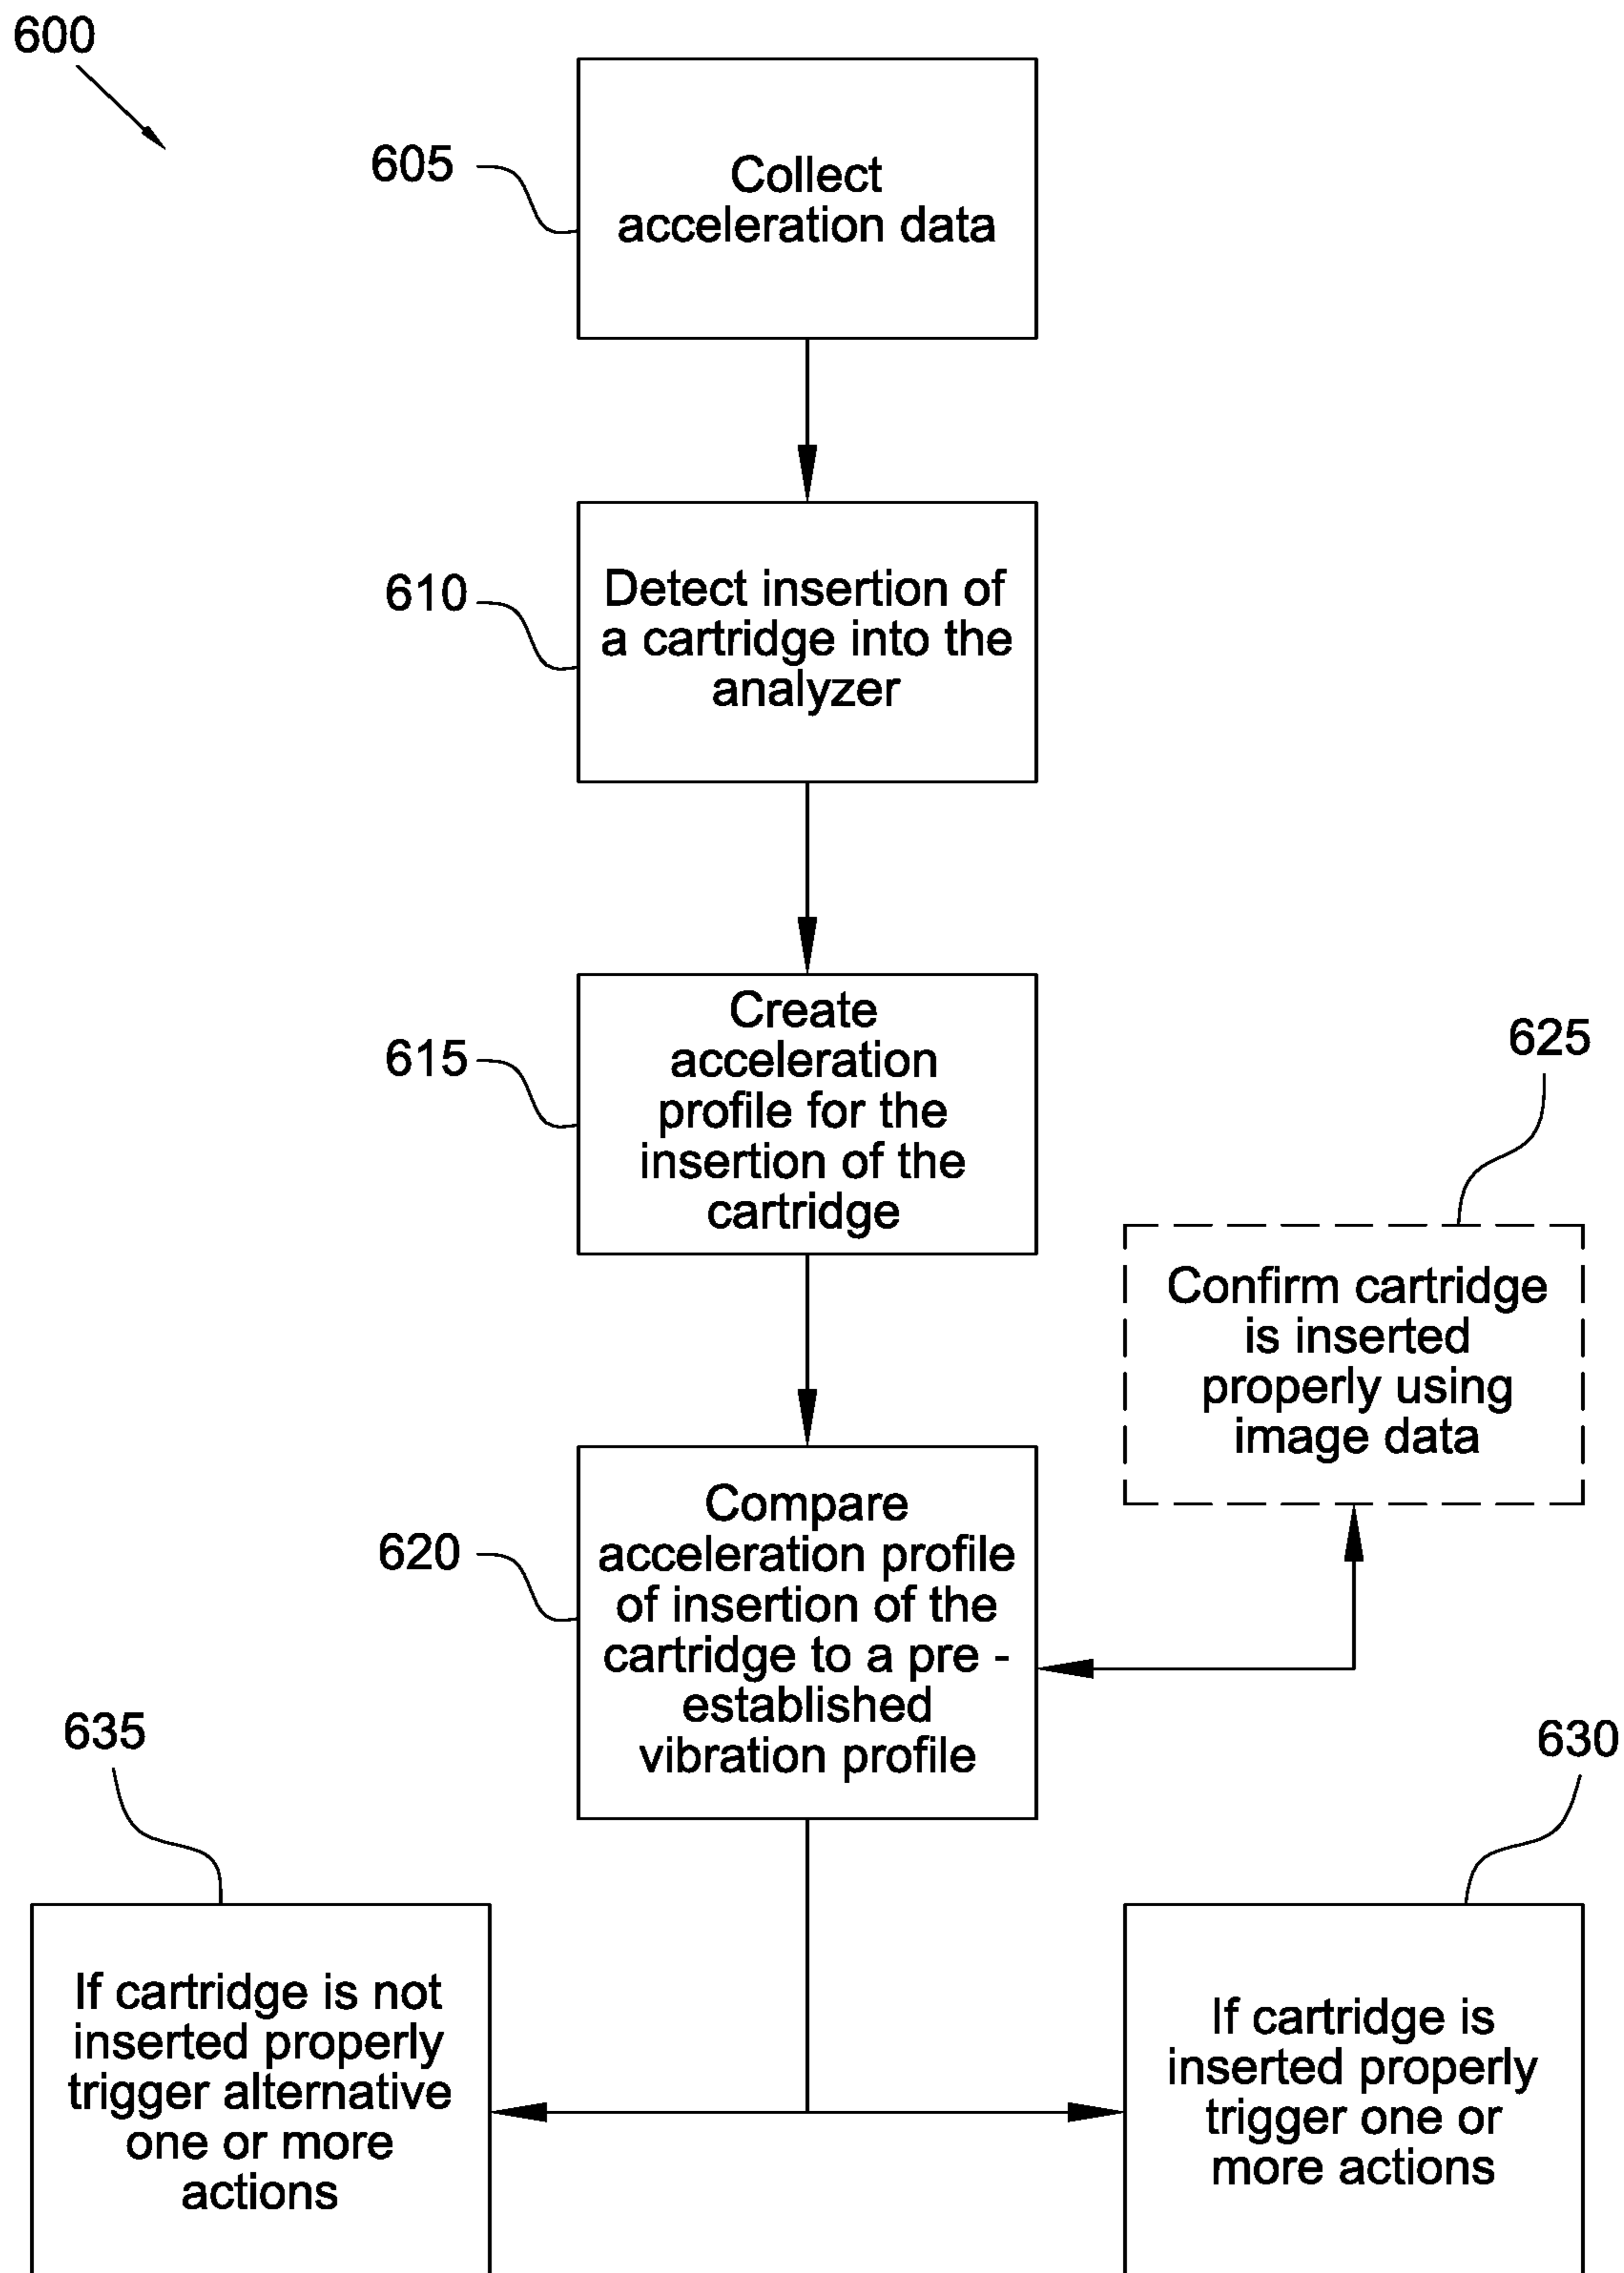 600
605
Collect
acceleration data
610
Detect insertion of
a cartridge into the
analyzer
615
Create
acceleration
profile for the
insertion of the
cartridge
625
Confirm cartridge
is inserted
properly using
image data
620
Compare
acceleration profile
of insertion of the
cartridge to a pre -
established
vibration profile
635
If cartridge is not
inserted properly
trigger alternative
one or more
actions
630
If cartridge is
inserted properly
trigger one or
more actions